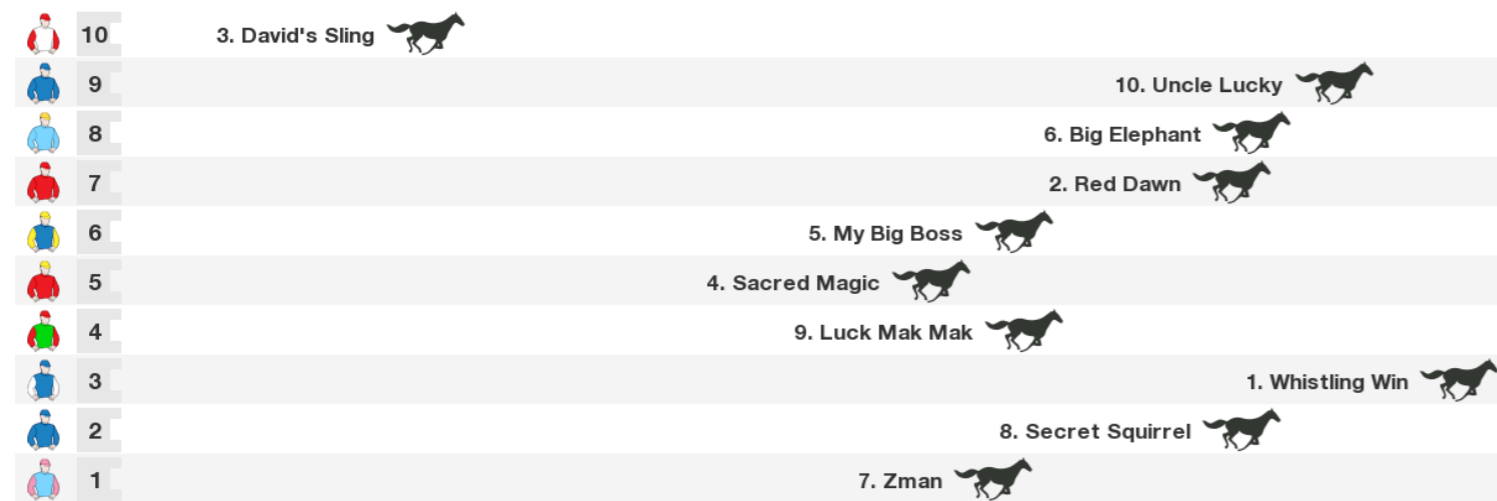 10 3. David's Sling
9 10. Uncle Lucky
8 6. Big Elephant
7 2. Red Dawn
6 5. My Big Boss
5 4. Sacred Magic
4 9. Luck Mak Mak
3 1. Whistling Win
2 8. Secret Squirrel
1 7. Zman